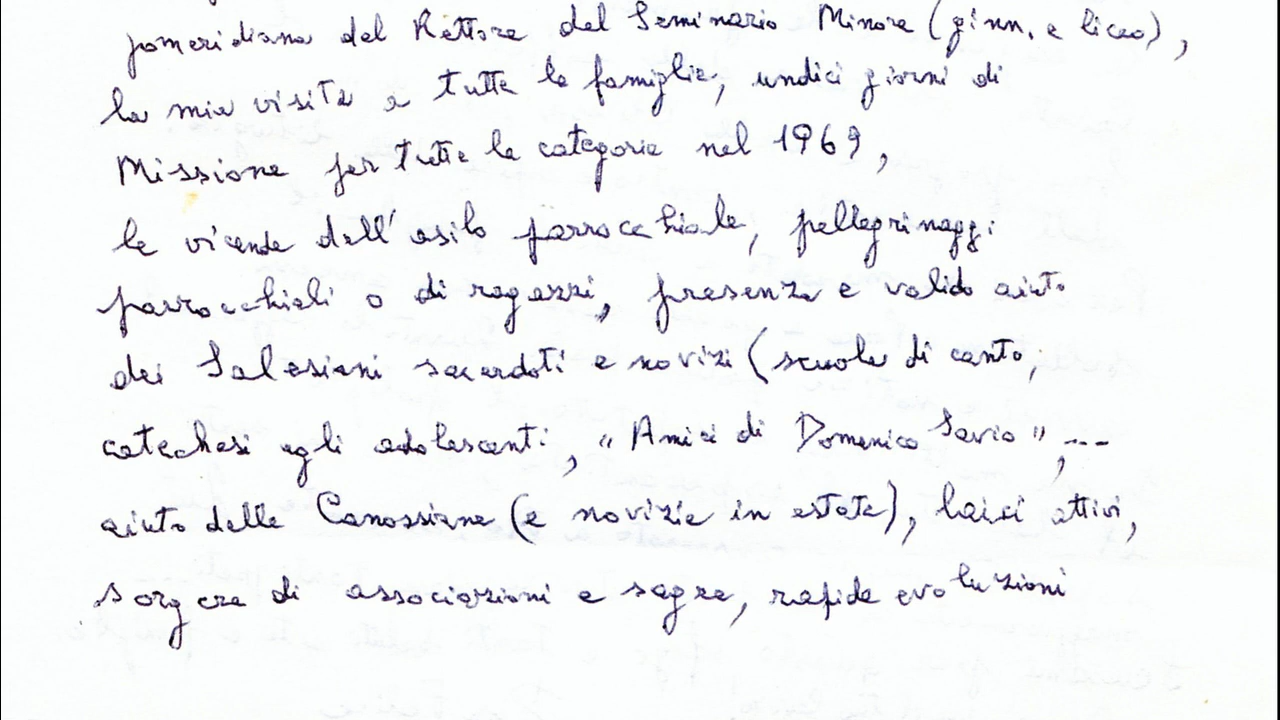 pomeridiana del Rettore del Seminario Minore (ginn. e liceo),
la mia visita a tutte le famiglie, undici giorni di
Missione per tutte le categorie nel 1969,
le vicende dell'asilo parrocchiale, pellegrinaggi
parrocchiali o di ragazzi, presenza e valido aiuto
dei Salesiani sacerdoti e novizi (scuola di canto,
catechesi agli adolescenti, "Amici di Domenico Savio", ---
aiuto delle Canossiane (e novizie in estate), laici attivi,
sorgere di associazioni e sagre, rapide evoluzioni